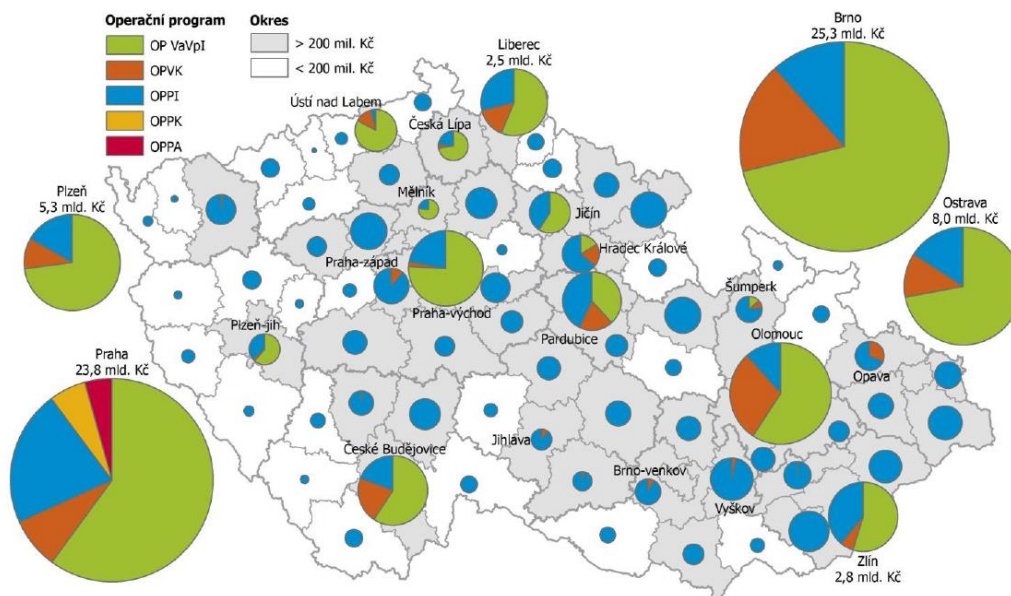 Operační program
OP VaVpI
OPVK
OPPI
OPPK
OPPA
Okres
> 200 mil. Kč
< 200 mil. Kč
Brno
25,3 mld. Kč
Liberec
2,5 mld. Kč
Ústí nad Labem
Česká Lípa
Plzeň
5,3 mld. Kč
Mělník
Jičín
Ostrava
8,0 mld. Kč
Hradec Králové
Praha-západ
Šumperk
Praha-východ
Plzeň-jih
Pardubice
Olomouc
Opava
Praha
23,8 mld. Kč
Jihlava
České Budějovice
Brno-venkov
Vyškov
Zlín
2,8 mld. Kč